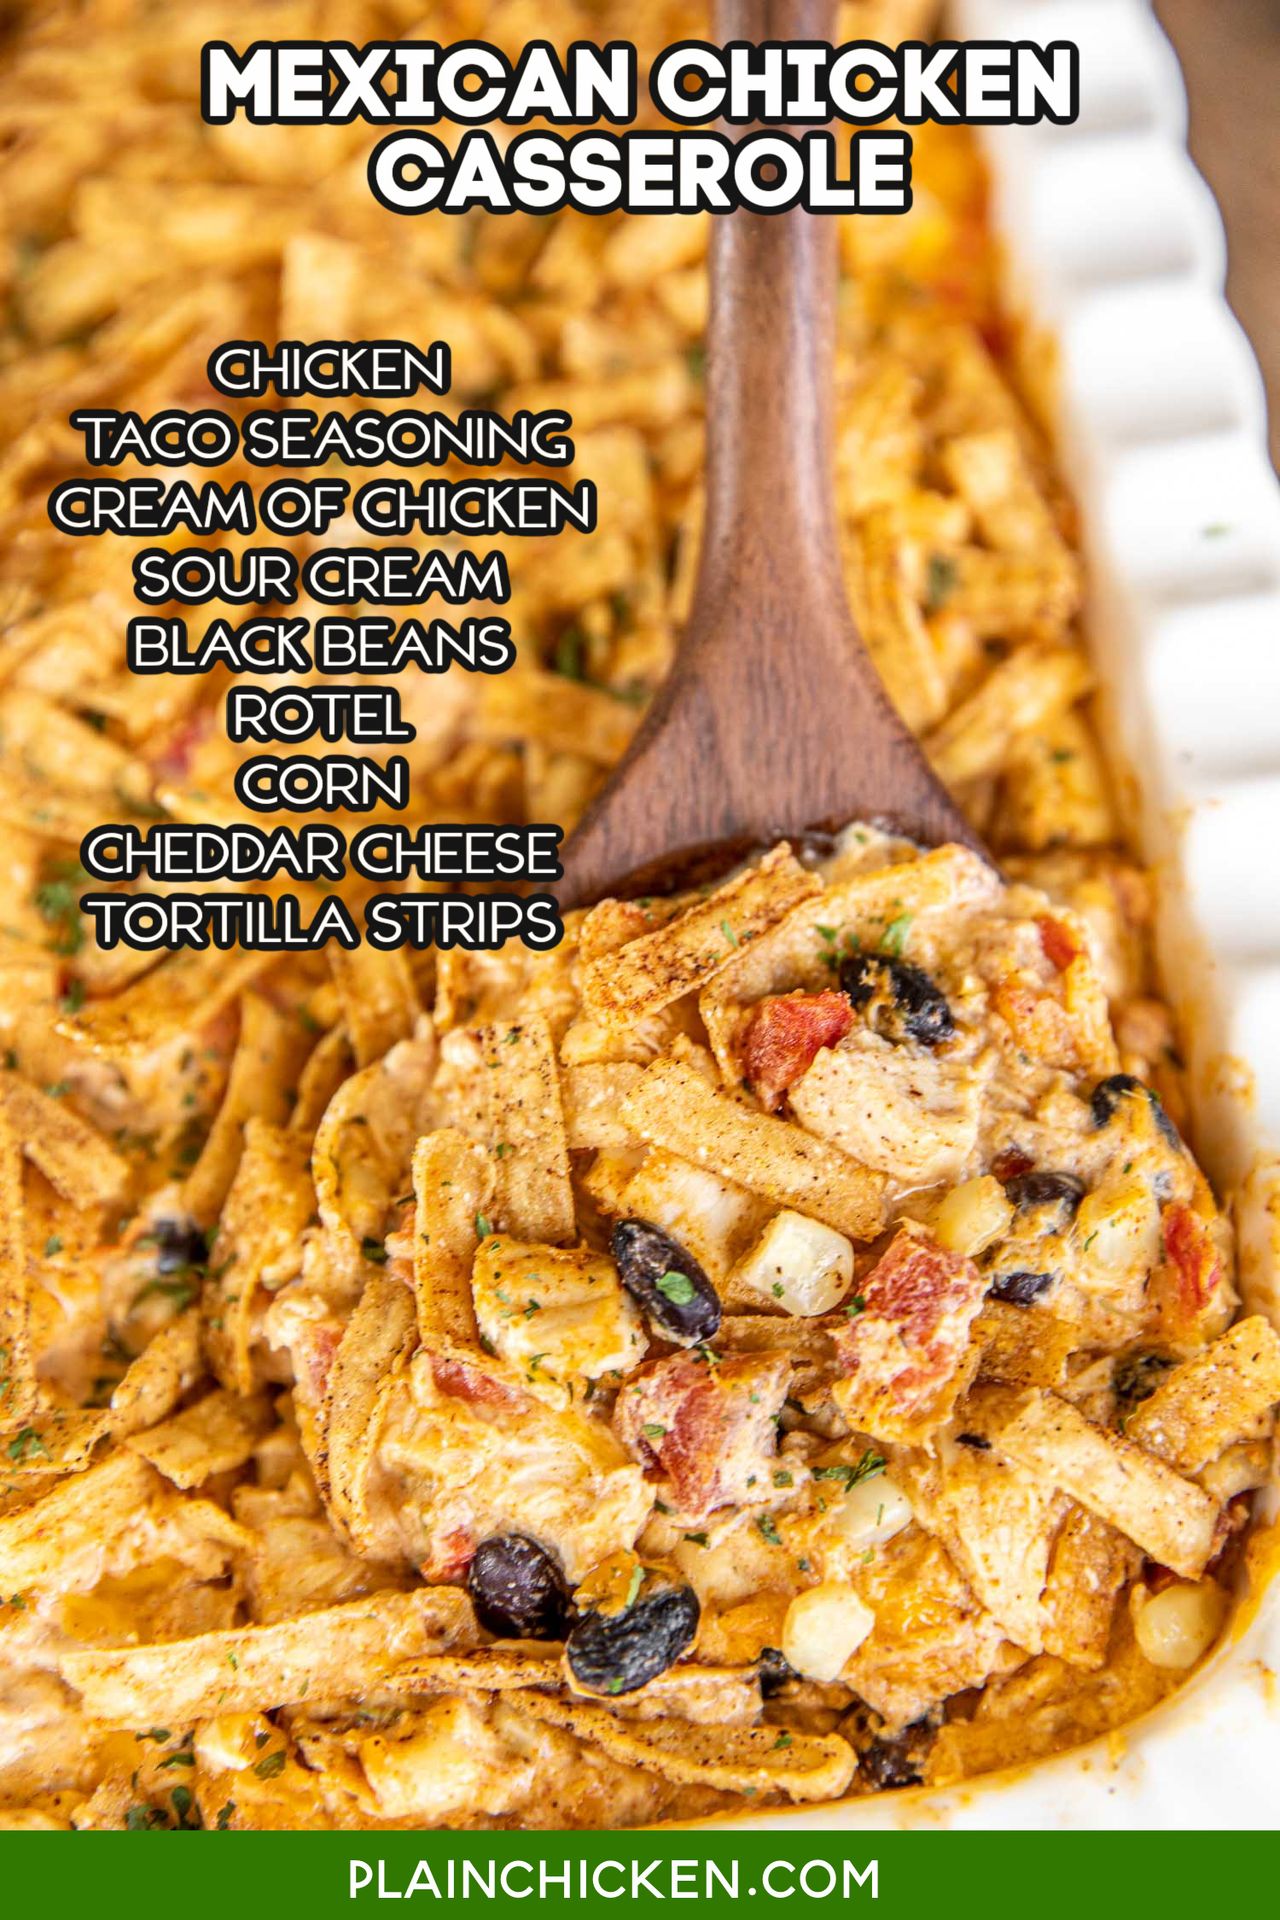 MEXICAN CHICKEN
CASSEROLE
CHICKEN
TACO SEASONING
CREAM OF CHICKEN
SOUR CREAM
BLACK BEANS
ROTEL
CORN
CHEDDAR CHEESE
TORTILLA STRIPS
PLAINCHICKEN.COM